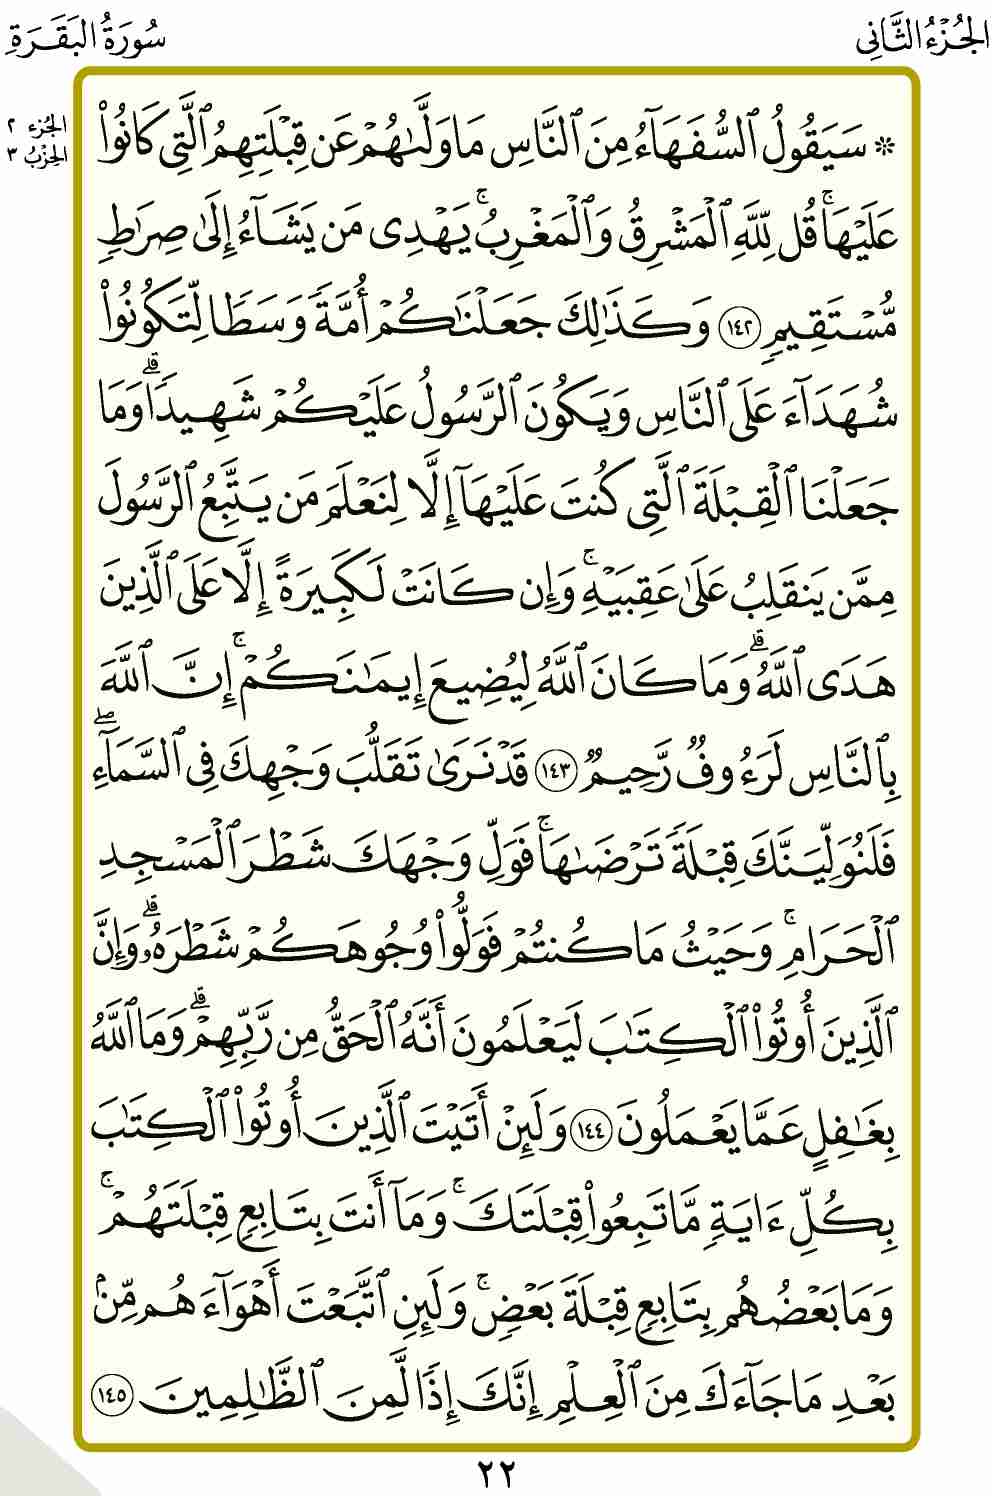 الجُزْءُ الثَّانِي
سُورَةُ البَقَرَةِ
الجُزء ٢
الحِزْبُ ٣
۞ سَيَقُولُ ٱلسُّفَهَآءُ مِنَ ٱلنَّاسِ مَا وَلَّىٰهُمْ عَن قِبْلَتِهِمُ ٱلَّتِى كَانُوا۟
عَلَيْهَا ۚ قُل لِّلَّهِ ٱلْمَشْرِقُ وَٱلْمَغْرِبُ ۚ يَهْدِى مَن يَشَآءُ إِلَىٰ صِرَٰطٍ
مُّسْتَقِيمٍ ١٤٢ وَكَذَٰلِكَ جَعَلْنَٰكُمْ أُمَّةً وَسَطًا لِّتَكُونُوا۟
شُهَدَآءَ عَلَى ٱلنَّاسِ وَيَكُونَ ٱلرَّسُولُ عَلَيْكُمْ شَهِيدًا ۗ وَمَا
جَعَلْنَا ٱلْقِبْلَةَ ٱلَّتِى كُنتَ عَلَيْهَآ إِلَّا لِنَعْلَمَ مَن يَتَّبِعُ ٱلرَّسُولَ
مِمَّن يَنقَلِبُ عَلَىٰ عَقِبَيْهِ ۚ وَإِن كَانَتْ لَكَبِيرَةً إِلَّا عَلَى ٱلَّذِينَ
هَدَى ٱللَّهُ ۗ وَمَا كَانَ ٱللَّهُ لِيُضِيعَ إِيمَٰنَكُمْ ۚ إِنَّ ٱللَّهَ
بِٱلنَّاسِ لَرَءُوفٌ رَّحِيمٌ ١٤٣ قَدْ نَرَىٰ تَقَلُّبَ وَجْهِكَ فِى ٱلسَّمَآءِ ۖ
فَلَنُوَلِّيَنَّكَ قِبْلَةً تَرْضَىٰهَا ۚ فَوَلِّ وَجْهَكَ شَطْرَ ٱلْمَسْجِدِ
ٱلْحَرَامِ ۚ وَحَيْثُ مَا كُنتُمْ فَوَلُّوا۟ وُجُوهَكُمْ شَطْرَهُۥ ۗ وَإِنَّ
ٱلَّذِينَ أُوتُوا۟ ٱلْكِتَٰبَ لَيَعْلَمُونَ أَنَّهُ ٱلْحَقُّ مِن رَّبِّهِمْ ۗ وَمَا ٱللَّهُ
بِغَٰفِلٍ عَمَّا يَعْمَلُونَ ١٤٤ وَلَئِنْ أَتَيْتَ ٱلَّذِينَ أُوتُوا۟ ٱلْكِتَٰبَ
بِكُلِّ ءَايَةٍ مَّا تَبِعُوا۟ قِبْلَتَكَ ۚ وَمَآ أَنتَ بِتَابِعٍ قِبْلَتَهُمْ ۚ
وَمَا بَعْضُهُم بِتَابِعٍ قِبْلَةَ بَعْضٍ ۚ وَلَئِنِ ٱتَّبَعْتَ أَهْوَآءَهُم مِّنۢ
بَعْدِ مَا جَآءَكَ مِنَ ٱلْعِلْمِ إِنَّكَ إِذًا لَّمِنَ ٱلظَّٰلِمِينَ ١٤٥
٢٢